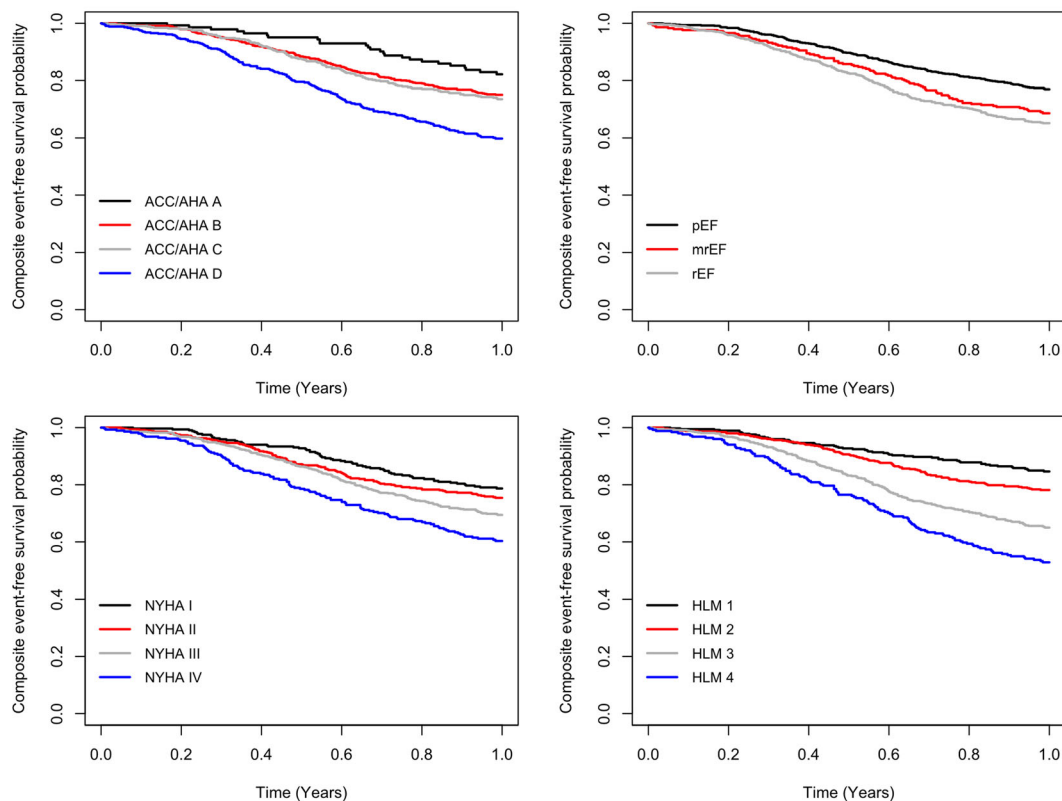 Composite event-free survival probability
1.0
0.8
0.6
0.4
0.2
0.0
ACC/AHA A
ACC/AHA B
ACC/AHA C
ACC/AHA D
0.0 0.2 0.4 0.6 0.8 1.0
Time (Years)
Composite event-free survival probability
1.0
0.8
0.6
0.4
0.2
0.0
pEF
mrEF
rEF
0.0 0.2 0.4 0.6 0.8 1.0
Time (Years)
Composite event-free survival probability
1.0
0.8
0.6
0.4
0.2
0.0
NYHA I
NYHA II
NYHA III
NYHA IV
0.0 0.2 0.4 0.6 0.8 1.0
Time (Years)
Composite event-free survival probability
1.0
0.8
0.6
0.4
0.2
0.0
HLM 1
HLM 2
HLM 3
HLM 4
0.0 0.2 0.4 0.6 0.8 1.0
Time (Years)